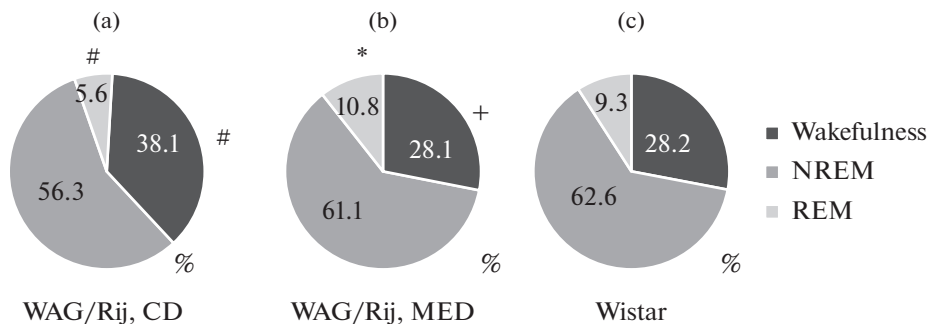 (a)
#
5.6
38.1
#
56.3
%
WAG/Rij, CD
(b)
*
10.8
+
28.1
61.1
%
WAG/Rij, MED
(c)
9.3
28.2
62.6
%
Wistar
Wakefulness
NREM
REM